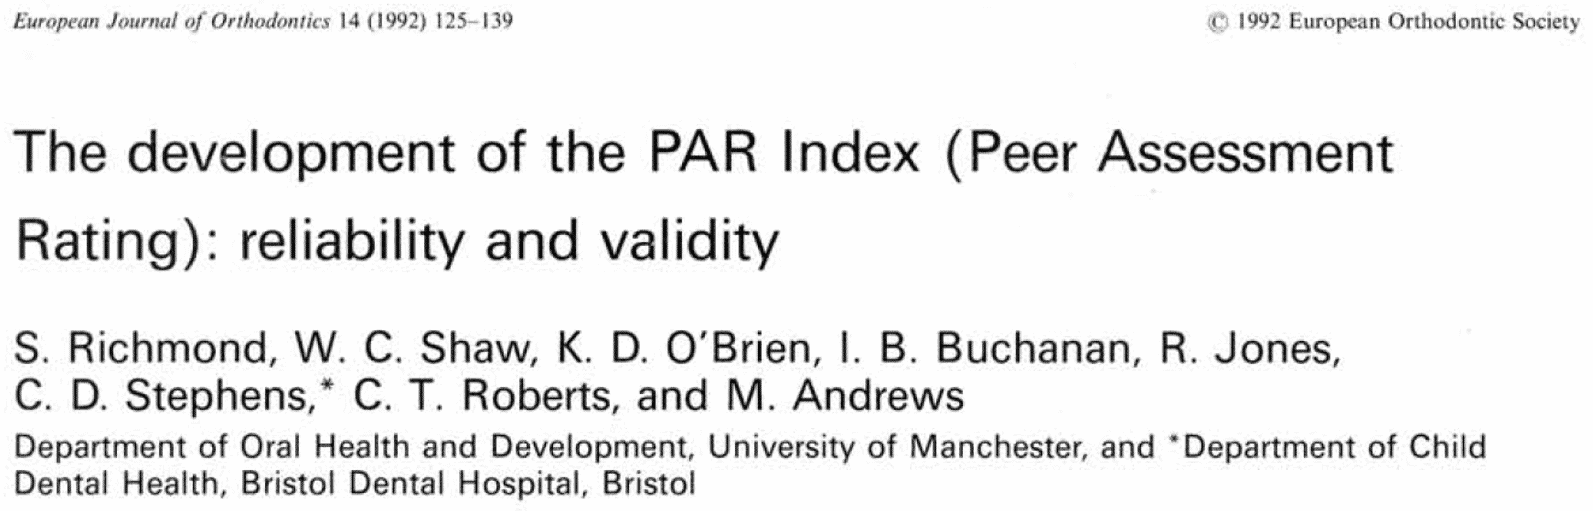 European Journal of Orthodontics 14 (1992) 125–139
© 1992 European Orthodontic Society
The development of the PAR Index (Peer Assessment
Rating): reliability and validity
S. Richmond, W. C. Shaw, K. D. O'Brien, I. B. Buchanan, R. Jones,
C. D. Stephens,* C. T. Roberts, and M. Andrews
Department of Oral Health and Development, University of Manchester, and *Department of Child
Dental Health, Bristol Dental Hospital, Bristol